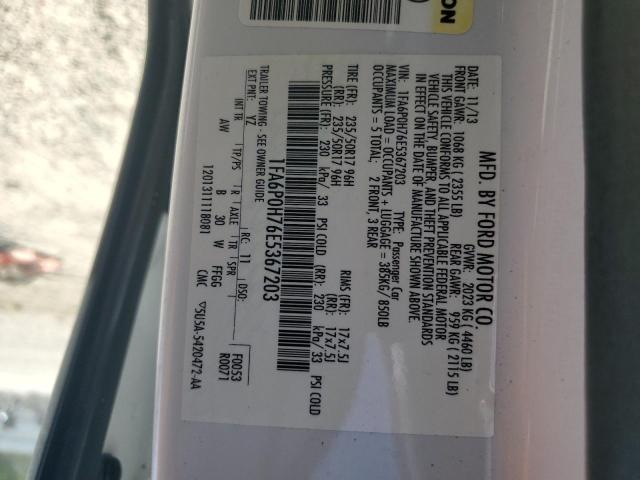 ON
MFD. BY FORD MOTOR CO.
DATE: 11/13 GVWR: 2023 KG ( 4460 LB)
FRONT GAWR: 1068 KG ( 2355 LB) REAR GAWR: 959 KG ( 2115 LB)
THIS VEHICLE CONFORMS TO ALL APPLICABLE FEDERAL MOTOR
VEHICLE SAFETY, BUMPER, AND THEFT PREVENTION STANDARDS
IN EFFECT ON THE DATE OF MANUFACTURE SHOWN ABOVE.
VIN: 1FA6P0H76E5367203 TYPE: Passenger Car
MAXIMUM LOAD = OCCUPANTS + LUGGAGE = 385KG/ 850LB
OCCUPANTS = 5 TOTAL: 2 FRONT, 3 REAR
TIRE (FR): 235/50R17 96H RIMS (FR): 17x7.5J
(RR): 235/50R17 96H (RR): 17x7.5J
PRESSURE (FR): 230 kPa/ 33 PSI COLD (RR): 230 kPa/ 33 PSI COLD
1FA6P0H76E5367203
TRAILER TOWING - SEE OWNER GUIDE
EXT PNT: YZ RC: 11 DSO: F0053
R0071
INT TR TP/PS R AXLE TR SPR
AW B 30 W FFGG
120131111B081 CMC ▽5U5A-5420472-AA